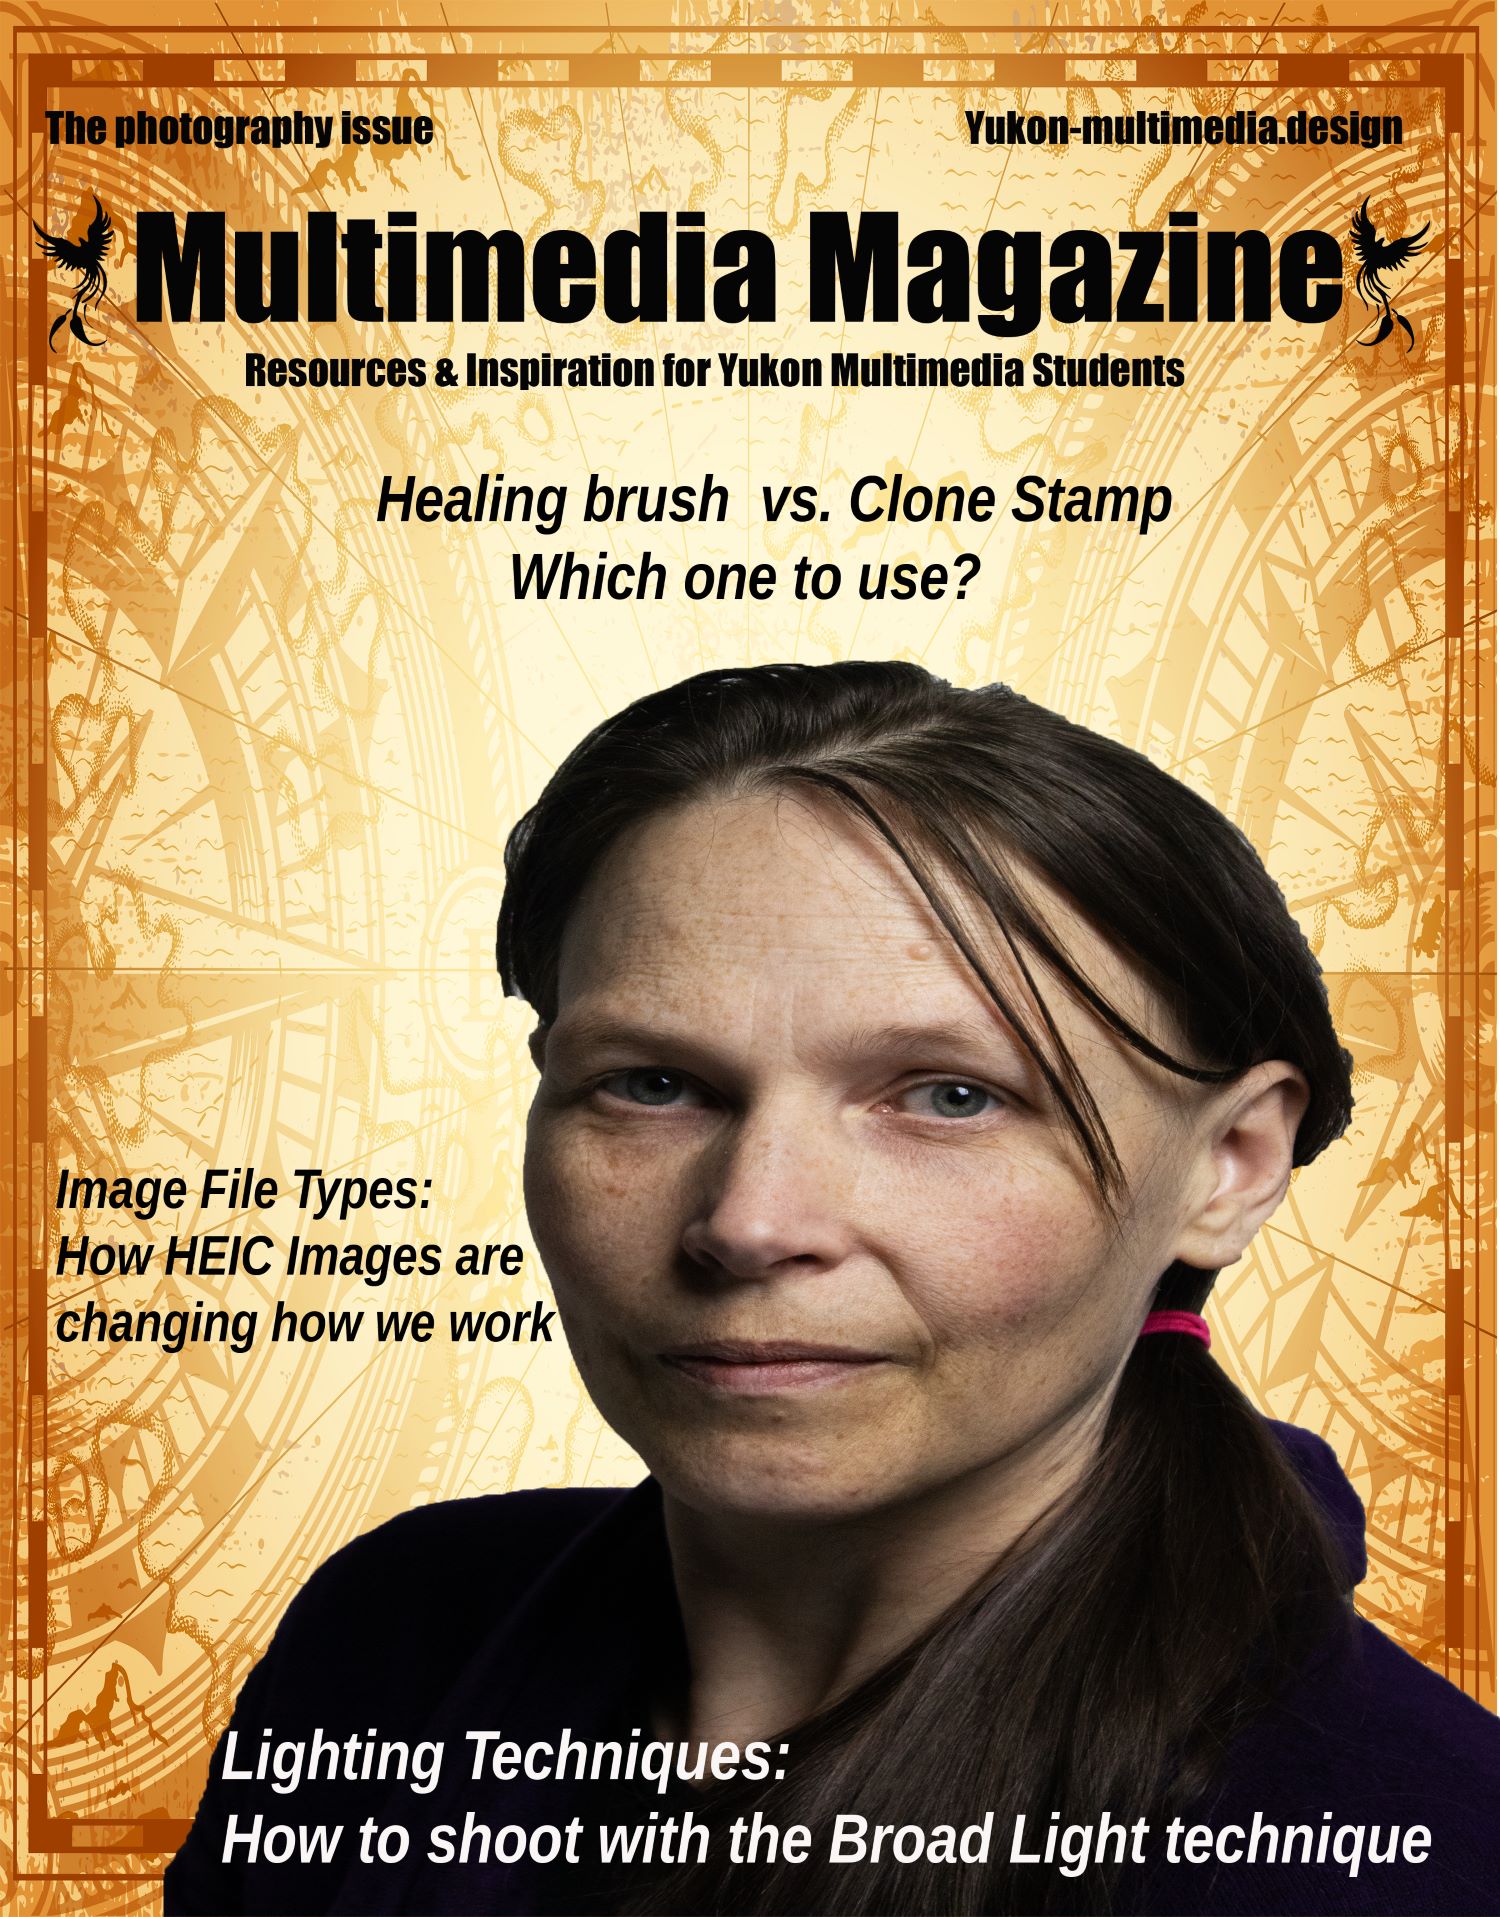 The photography issue
Yukon-multimedia.design
Multimedia Magazine
Resources & Inspiration for Yukon Multimedia Students
Healing brush vs. Clone Stamp
Which one to use?
Image File Types:
How HEIC Images are
changing how we work
Lighting Techniques:
How to shoot with the Broad Light technique